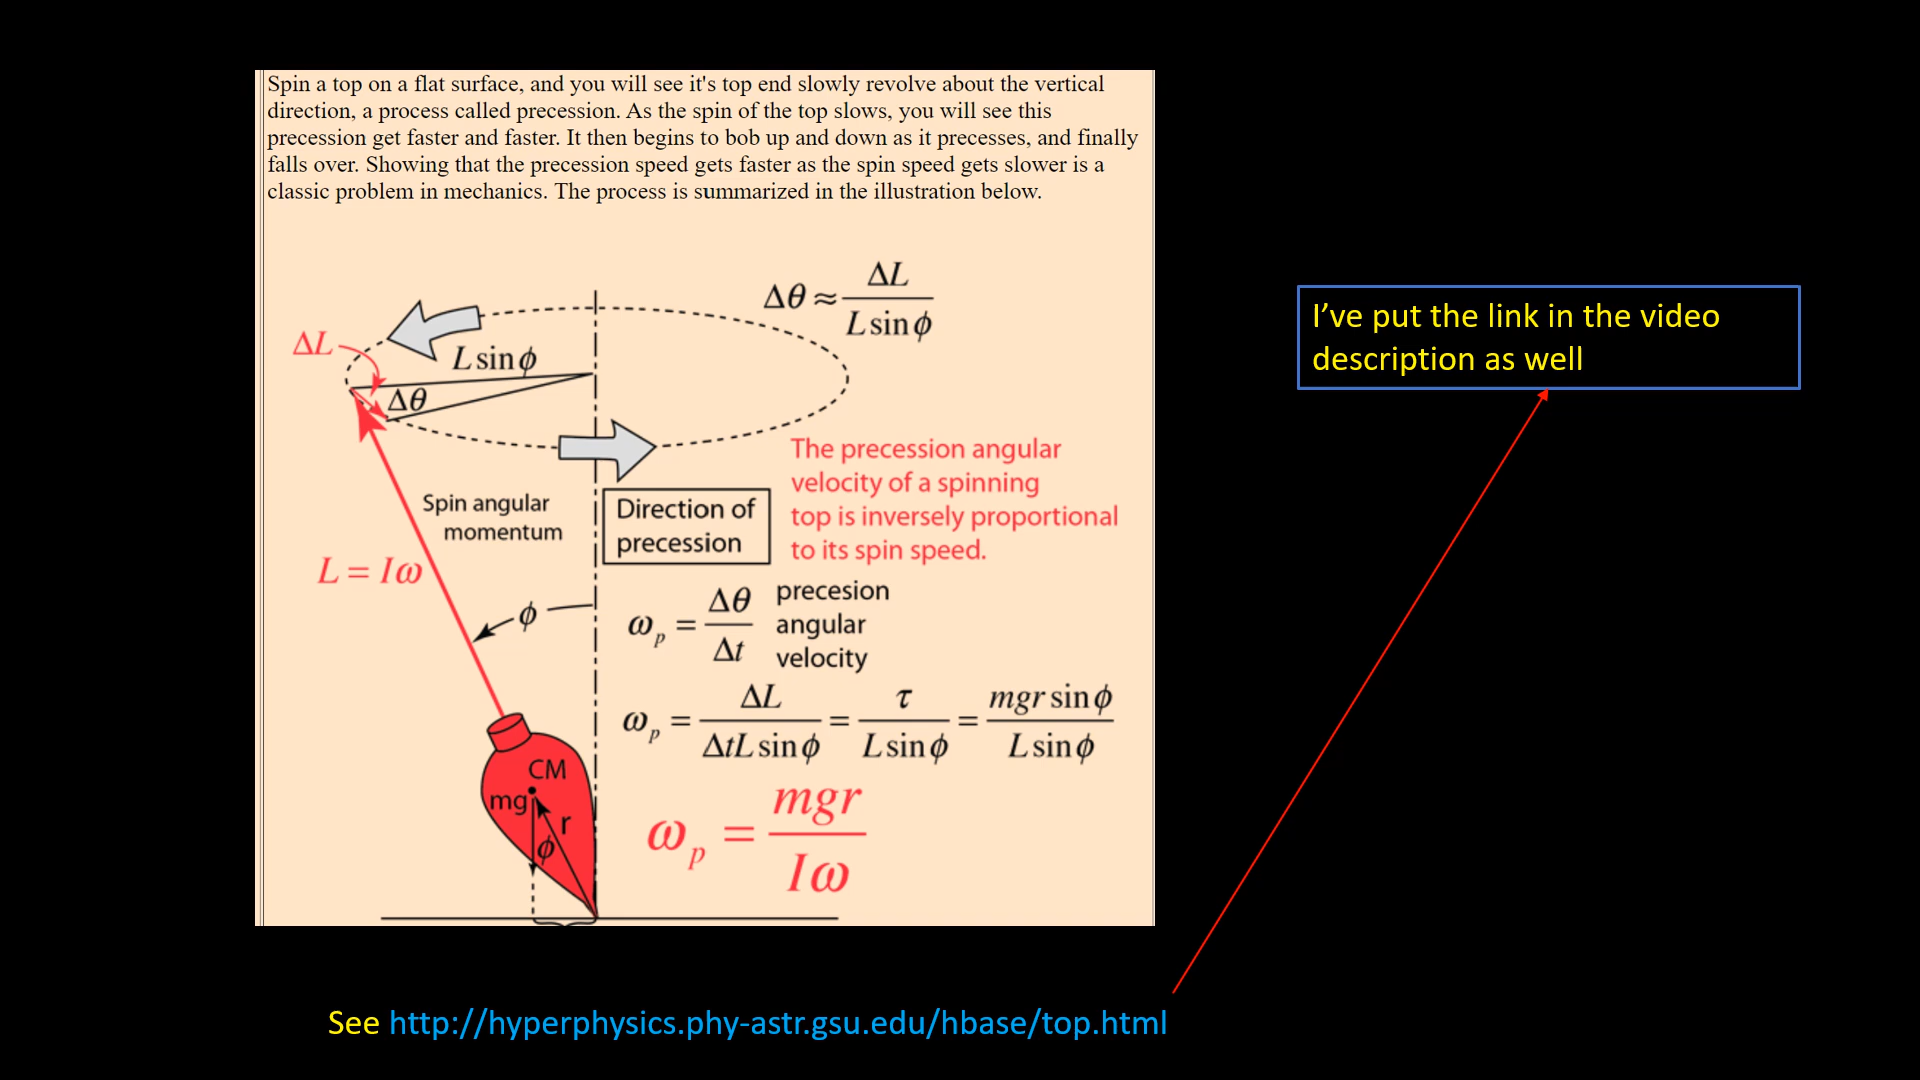 Spin a top on a flat surface, and you will see it's top end slowly revolve about the vertical
direction, a process called precession. As the spin of the top slows, you will see this
precession get faster and faster. It then begins to bob up and down as it precesses, and finally
falls over. Showing that the precession speed gets faster as the spin speed gets slower is a
classic problem in mechanics. The process is summarized in the illustration below.
Δθ ≈ ΔL / L sin ϕ
ΔL
L sin ϕ
Δθ
I’ve put the link in the video
description as well
The precession angular
velocity of a spinning
top is inversely proportional
to its spin speed.
Spin angular
momentum
Direction of
precession
L = Iω
ϕ
ω_p = Δθ / Δt
precesion
angular
velocity
ω_p = ΔL / ΔtL sin ϕ = τ / L sin ϕ = mgr sin ϕ / L sin ϕ
CM
mg
r
ϕ
ω_p = mgr / Iω
See http://hyperphysics.phy-astr.gsu.edu/hbase/top.html